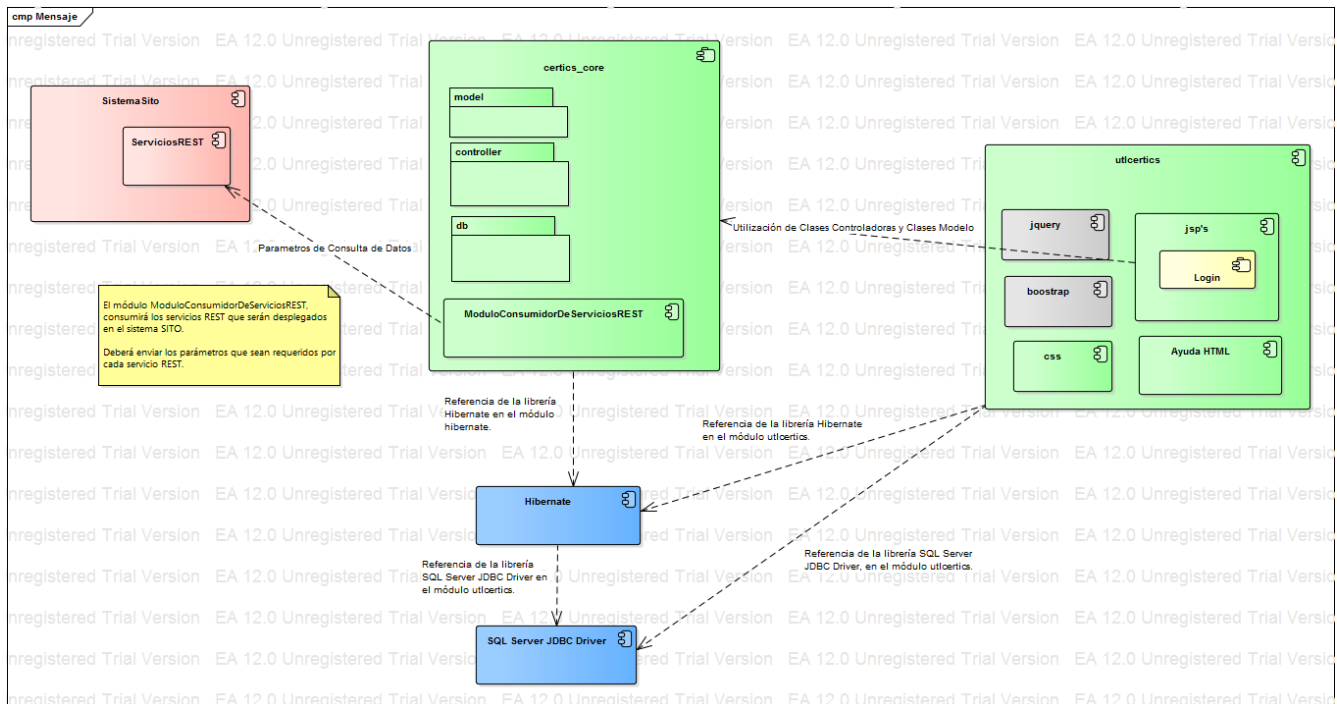 cmp Mensaje
SistemaSito
ServiciosREST
certics_core
model
controller
db
ModuloConsumidorDeServiciosREST
utlcertics
jquery
boostrap
css
jsp's
Login
Ayuda HTML
Parametros de Consulta de Datos
Utilización de Clases Controladoras y Clases Modelo
El módulo ModuloConsumidorDeServiciosREST,
consumirá los servicios REST que serán desplegados
en el sistema SITO.
Deberá enviar los parámetros que sean requeridos por
cada servicio REST.
Referencia de la librería
Hibernate en el módulo
hibernate.
Referencia de la librería Hibernate
en el módulo utlcertics.
Hibernate
Referencia de la librería
SQL Server JDBC Driver en
el módulo utlcertics.
Referencia de la librería SQL Server
JDBC Driver, en el módulo utlcertics.
SQL Server JDBC Driver
EA 12.0 Unregistered Trial Version